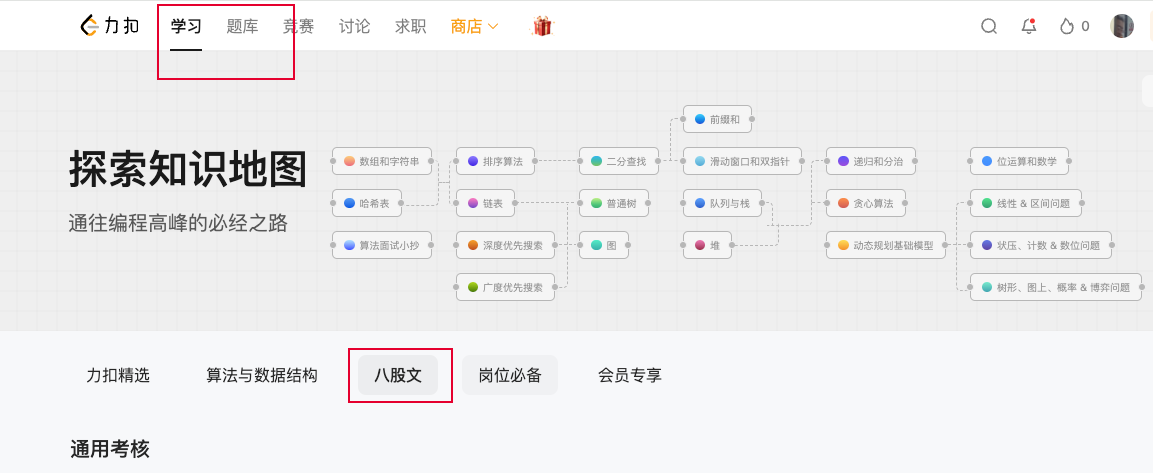 力扣 学习 题库 竞赛 讨论 求职 商店 0
探索知识地图
通往编程高峰的必经之路
前缀和
数组和字符串 排序算法 二分查找 滑动窗口和双指针 递归和分治 位运算和数学
哈希表 链表 普通树 队列与栈 贪心算法 线性 & 区间问题
算法面试小抄 深度优先搜索 图 堆 动态规划基础模型 状压、计数 & 数位问题
广度优先搜索 树形、图上、概率 & 博弈问题
力扣精选 算法与数据结构 八股文 岗位必备 会员专享
通用考核